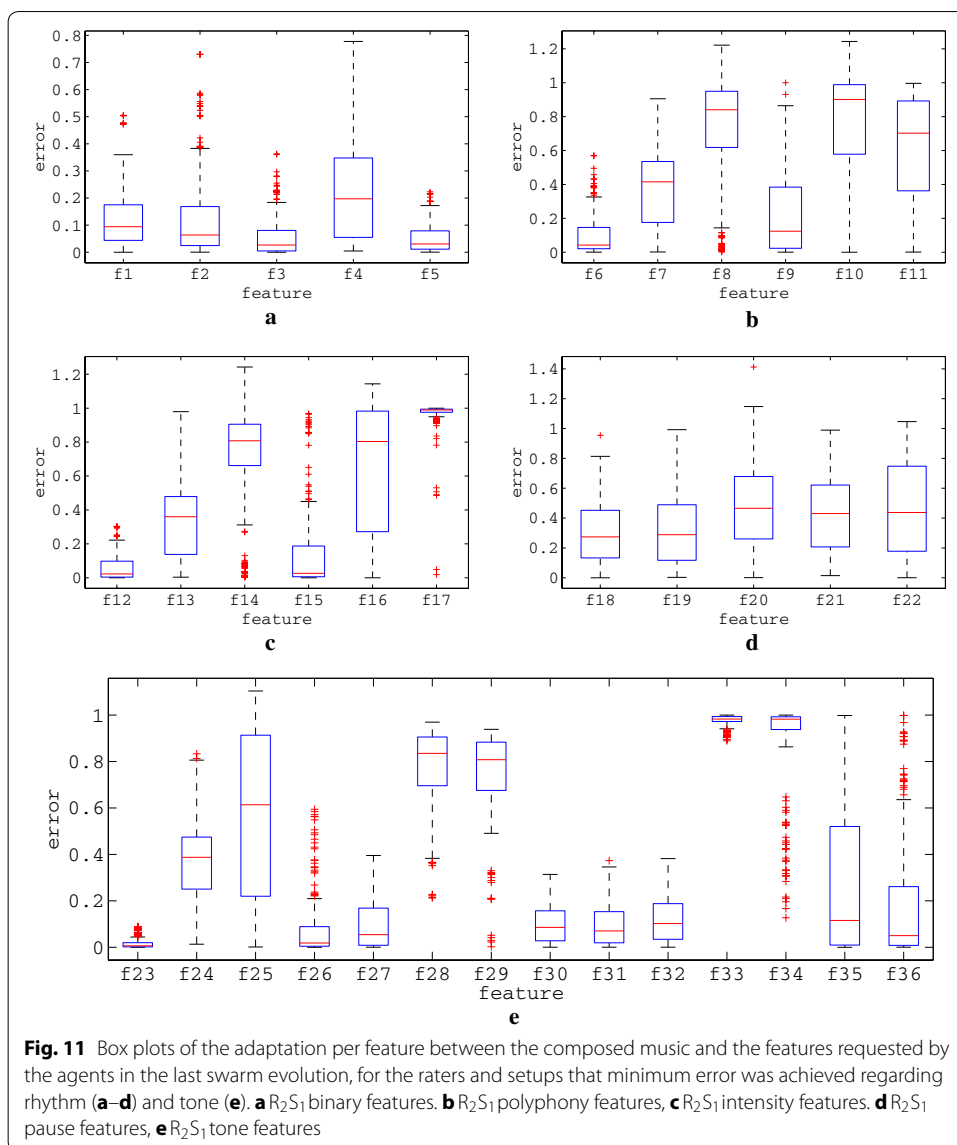 0.8
0.7
0.6
0.5
0.4
0.3
0.2
0.1
0
error
f1 f2 f3 f4 f5
feature
a
1.2
1
0.8
0.6
0.4
0.2
0
error
f6 f7 f8 f9 f10 f11
feature
b
1.2
1
0.8
0.6
0.4
0.2
0
error
f12 f13 f14 f15 f16 f17
feature
c
1.4
1.2
1
0.8
0.6
0.4
0.2
0
error
f18 f19 f20 f21 f22
feature
d
1
0.8
0.6
0.4
0.2
0
error
f23 f24 f25 f26 f27 f28 f29 f30 f31 f32 f33 f34 f35 f36
feature
e
Fig. 11 Box plots of the adaptation per feature between the composed music and the features requested by
the agents in the last swarm evolution, for the raters and setups that minimum error was achieved regarding
rhythm (a–d) and tone (e). a R₂S₁ binary features. b R₂S₁ polyphony features, c R₂S₁ intensity features. d R₂S₁
pause features, e R₂S₁ tone features